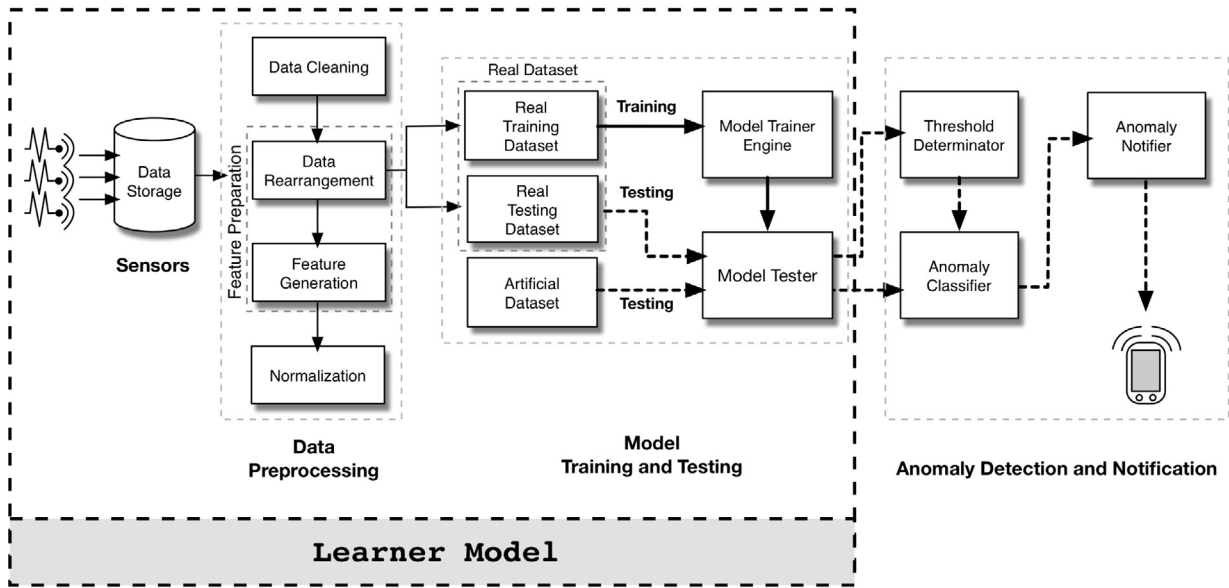 Data Storage
Sensors
Data Cleaning
Feature Preparation
Data
Rearrangement
Feature
Generation
Normalization
Data
Preprocessing
Real Dataset
Real
Training
Dataset
Real
Testing
Dataset
Artificial
Dataset
Training
Testing
Testing
Model Trainer
Engine
Model Tester
Model
Training and Testing
Threshold
Determinator
Anomaly
Classifier
Anomaly
Notifier
Anomaly Detection and Notification
Learner Model